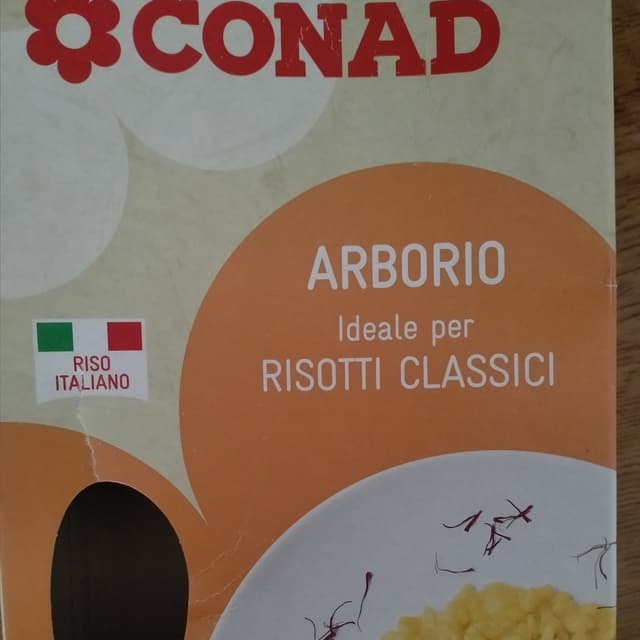 CONAD
ARBORIO
Ideale per
RISOTTI CLASSICI
RISO
ITALIANO